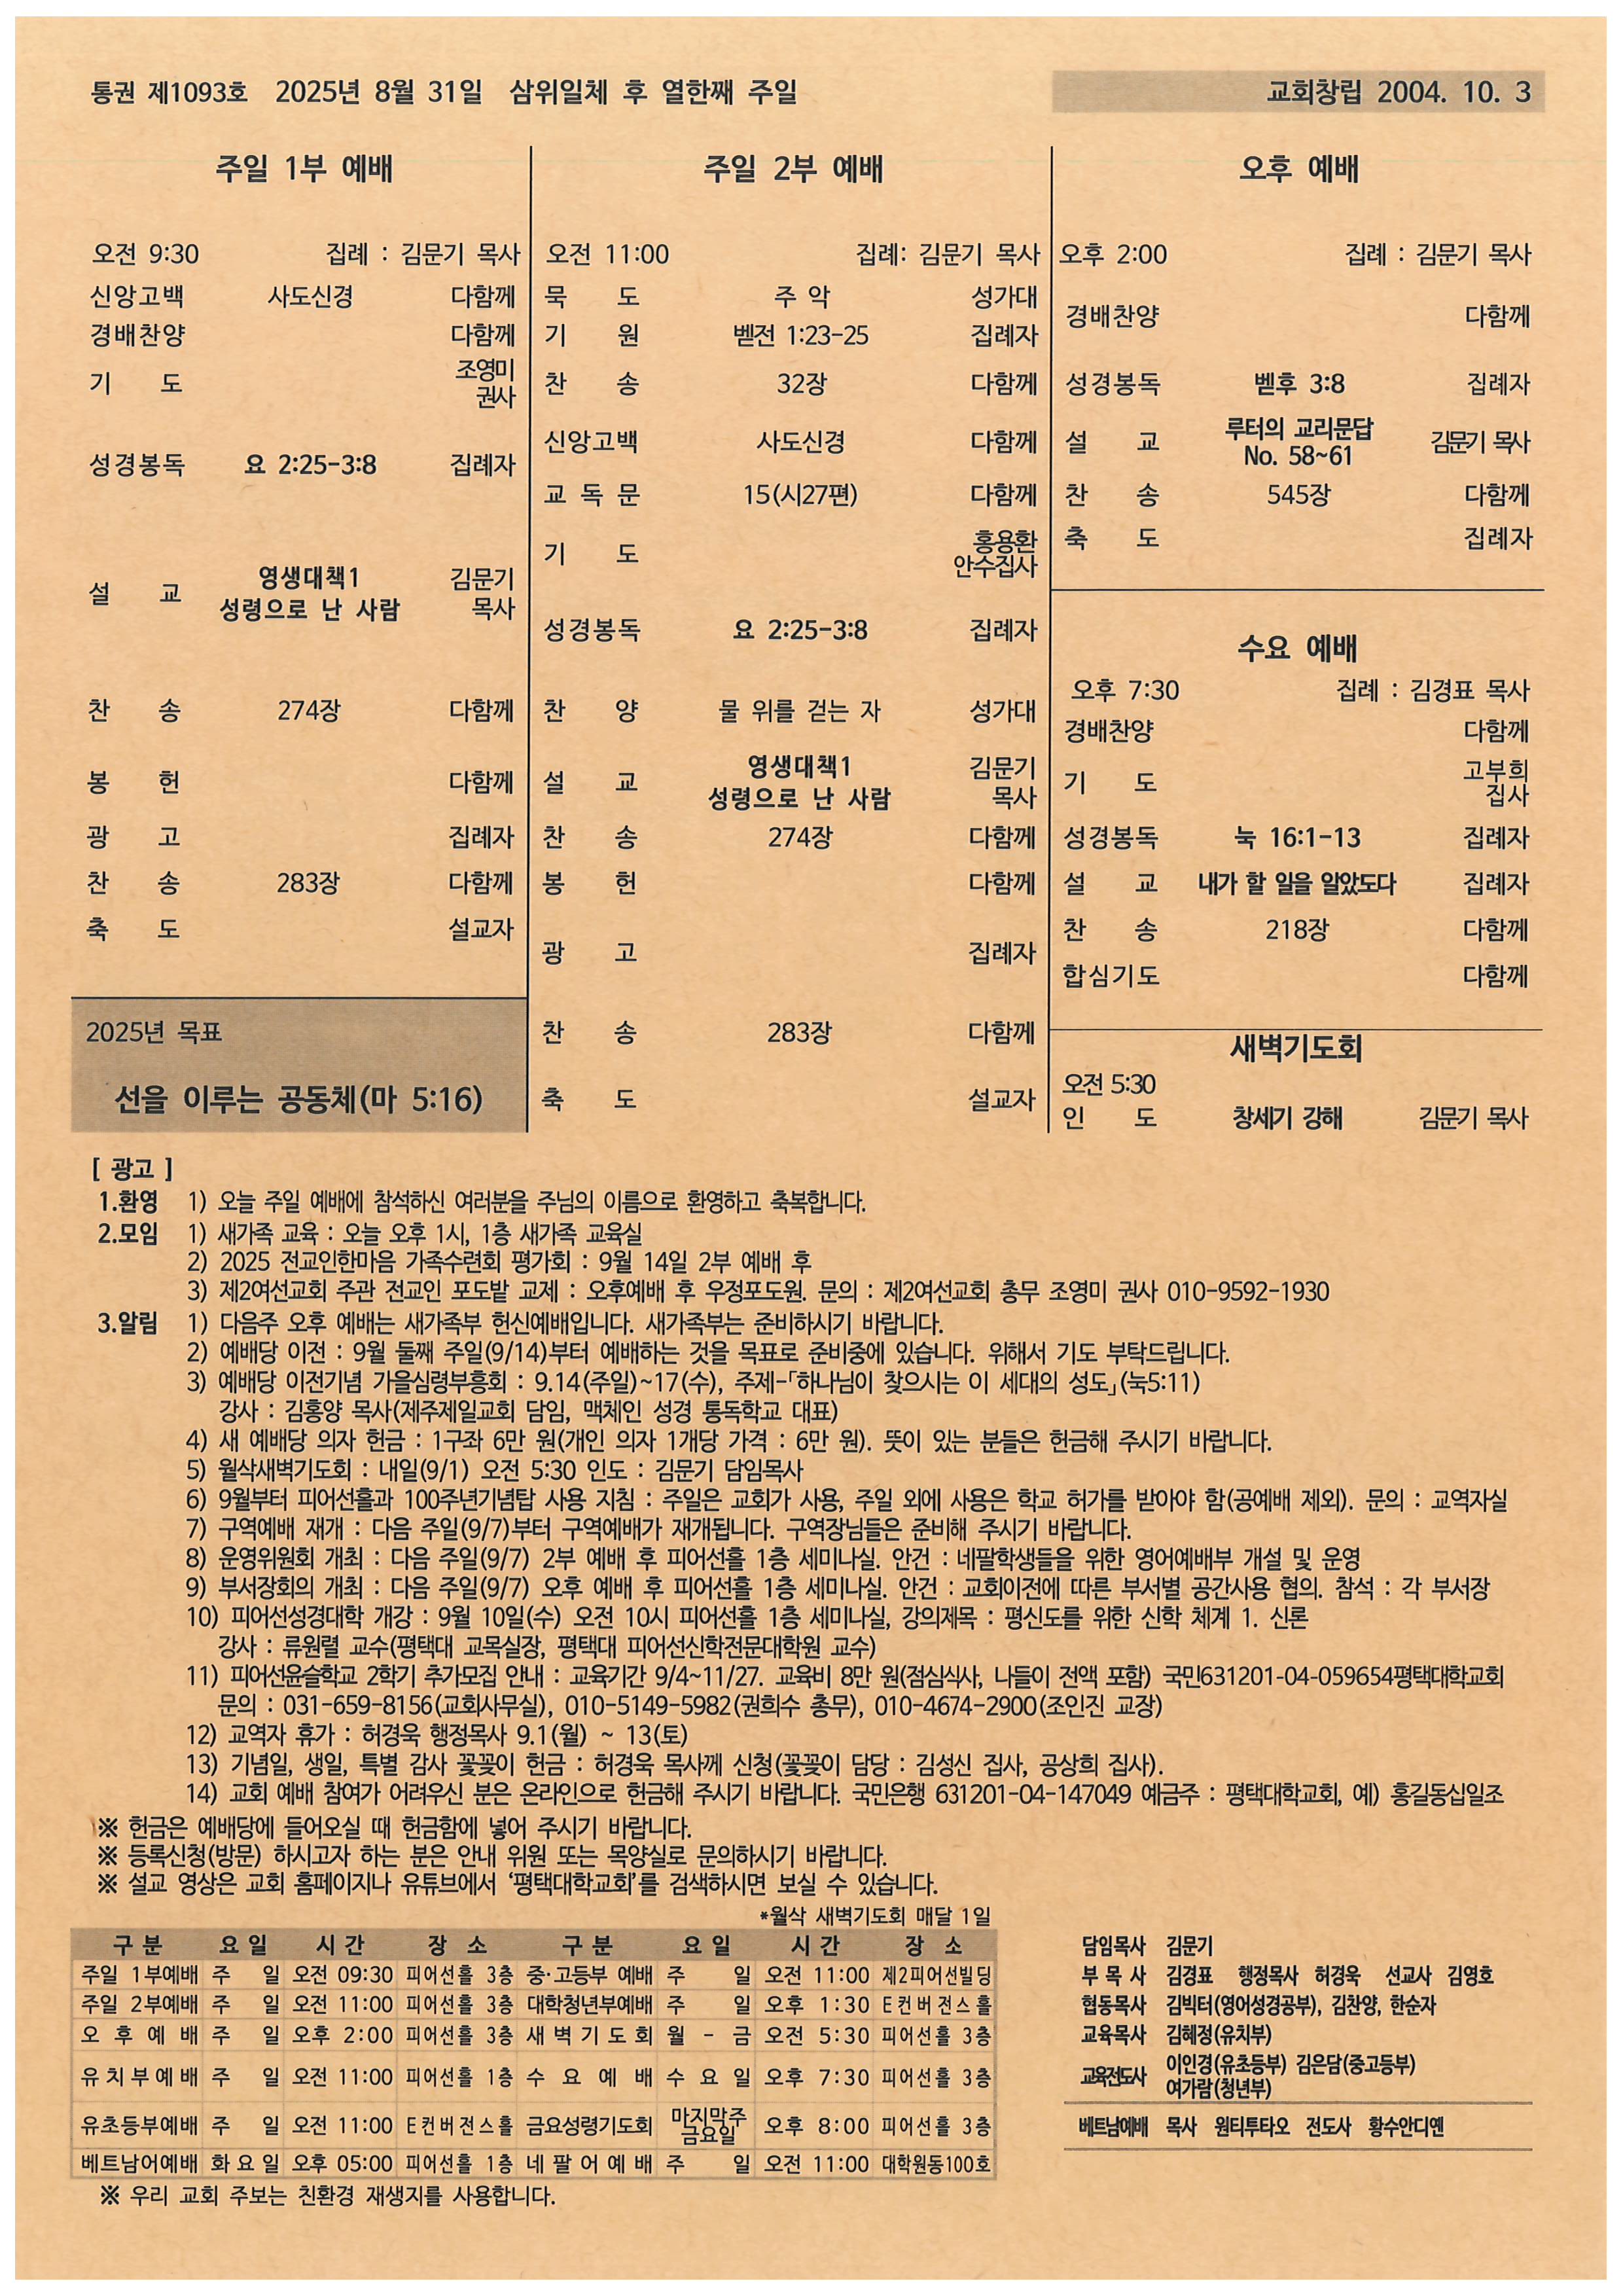 통권 제1093호 2025년 8월 31일 삼위일체 후 열한째 주일
교회창립 2004. 10. 3
주일 1부 예배
오전 9:30 집례 : 김문기 목사
신앙고백 사도신경 다함께
경배찬양 다함께
기 도 조영미 권사
성경봉독 요 2:25-3:8 집례자
설 교 영생대책1 김문기
성령으로 난 사람 목사
찬 송 274장 다함께
봉 헌 다함께
광 고 집례자
찬 송 283장 다함께
축 도 설교자
2025년 목표
선을 이루는 공동체(마 5:16)
주일 2부 예배
오전 11:00 집례: 김문기 목사
묵 도 주 악 성가대
기 원 벧전 1:23-25 집례자
찬 송 32장 다함께
신앙고백 사도신경 다함께
교 독 문 15(시27편) 다함께
기 도 홍용환 안수집사
성경봉독 요 2:25-3:8 집례자
찬 양 물 위를 걷는 자 성가대
설 교 영생대책1 김문기
성령으로 난 사람 목사
찬 송 274장 다함께
봉 헌 다함께
광 고 집례자
찬 송 283장 다함께
축 도 설교자
오후 예배
오후 2:00 집례 : 김문기 목사
경배찬양 다함께
성경봉독 벧후 3:8 집례자
설 교 루터의 교리문답 김문기 목사
No. 58~61
찬 송 545장 다함께
축 도 집례자
수요 예배
오후 7:30 집례 : 김경표 목사
경배찬양 다함께
기 도 고부희 집사
성경봉독 눅 16:1-13 집례자
설 교 내가 할 일을 알았도다 집례자
찬 송 218장 다함께
합심기도 다함께
새벽기도회
오전 5:30
인 도 창세기 강해 김문기 목사
[ 광고 ]
1.환영 1) 오늘 주일 예배에 참석하신 여러분을 주님의 이름으로 환영하고 축복합니다.
2.모임 1) 새가족 교육 : 오늘 오후 1시, 1층 새가족 교육실
2) 2025 전교인한마음 가족수련회 평가회 : 9월 14일 2부 예배 후
3) 제2여선교회 주관 전교인 포도밭 교제 : 오후예배 후 우정포도원. 문의 : 제2여선교회 총무 조영미 권사 010-9592-1930
3.알림 1) 다음주 오후 예배는 새가족부 헌신예배입니다. 새가족부는 준비하시기 바랍니다.
2) 예배당 이전 : 9월 둘째 주일(9/14)부터 예배하는 것을 목표로 준비중에 있습니다. 위해서 기도 부탁드립니다.
3) 예배당 이전기념 가을심령부흥회 : 9.14(주일)~17(수), 주제-「하나님이 찾으시는 이 세대의 성도」(눅5:11)
강사 : 김홍양 목사(제주제일교회 담임, 맥체인 성경 통독학교 대표)
4) 새 예배당 의자 헌금 : 1구좌 6만 원(개인 의자 1개당 가격 : 6만 원). 뜻이 있는 분들은 헌금해 주시기 바랍니다.
5) 월삭새벽기도회 : 내일(9/1) 오전 5:30 인도 : 김문기 담임목사
6) 9월부터 피어선홀과 100주년기념탑 사용 지침 : 주일은 교회가 사용, 주일 외에 사용은 학교 허가를 받아야 함(공예배 제외). 문의 : 교역자실
7) 구역예배 재개 : 다음 주일(9/7)부터 구역예배가 재개됩니다. 구역장님들은 준비해 주시기 바랍니다.
8) 운영위원회 개최 : 다음 주일(9/7) 2부 예배 후 피어선홀 1층 세미나실. 안건 : 네팔학생들을 위한 영어예배부 개설 및 운영
9) 부서장회의 개최 : 다음 주일(9/7) 오후 예배 후 피어선홀 1층 세미나실. 안건 : 교회이전에 따른 부서별 공간사용 협의. 참석 : 각 부서장
10) 피어선성경대학 개강 : 9월 10일(수) 오전 10시 피어선홀 1층 세미나실, 강의제목 : 평신도를 위한 신학 체계 1. 신론
강사 : 류원렬 교수(평택대 교목실장, 평택대 피어선신학전문대학원 교수)
11) 피어선윤슬학교 2학기 추가모집 안내 : 교육기간 9/4~11/27. 교육비 8만 원(점심식사, 나들이 전액 포함) 국민631201-04-059654평택대학교회
문의 : 031-659-8156(교회사무실), 010-5149-5982(권희수 총무), 010-4674-2900(조인진 교장)
12) 교역자 휴가 : 허경욱 행정목사 9.1(월) ~ 13(토)
13) 기념일, 생일, 특별 감사 꽃꽂이 헌금 : 허경욱 목사께 신청(꽃꽂이 담당 : 김성신 집사, 공상희 집사).
14) 교회 예배 참여가 어려우신 분은 온라인으로 헌금해 주시기 바랍니다. 국민은행 631201-04-147049 예금주 : 평택대학교회, 예) 홍길동십일조
※ 헌금은 예배당에 들어오실 때 헌금함에 넣어 주시기 바랍니다.
※ 등록신청(방문) 하시고자 하는 분은 안내 위원 또는 목양실로 문의하시기 바랍니다.
※ 설교 영상은 교회 홈페이지나 유튜브에서 ‘평택대학교회’를 검색하시면 보실 수 있습니다.
*월삭 새벽기도회 매달 1일
구 분 요 일 시 간 장 소 구 분 요 일 시 간 장 소
주일 1부예배 주 일 오전 09:30 피어선홀 3층 중·고등부 예배 주 일 오전 11:00 제2피어선빌딩
주일 2부예배 주 일 오전 11:00 피어선홀 3층 대학청년부예배 주 일 오후 1:30 E컨버전스홀
오 후 예 배 주 일 오후 2:00 피어선홀 3층 새 벽 기 도 회 월 - 금 오전 5:30 피어선홀 3층
유 치 부 예 배 주 일 오전 11:00 피어선홀 1층 수 요 예 배 수 요 일 오후 7:30 피어선홀 3층
유초등부예배 주 일 오전 11:00 E컨버전스홀 금요성령기도회 마지막주 금요일 오후 8:00 피어선홀 3층
베트남어예배 화 요 일 오후 05:00 피어선홀 1층 네 팔 어 예 배 주 일 오전 11:00 대학원동100호
※ 우리 교회 주보는 친환경 재생지를 사용합니다.
담임목사 김문기
부 목 사 김경표 행정목사 허경욱 선교사 김영호
협동목사 김빅터(영어성경공부), 김찬양, 한순자
교육목사 김혜정(유치부)
교육전도사 이인경(유초등부) 김은담(중고등부)
여가람(청년부)
베트남예배 목사 원티투타오 전도사 황수안디옌